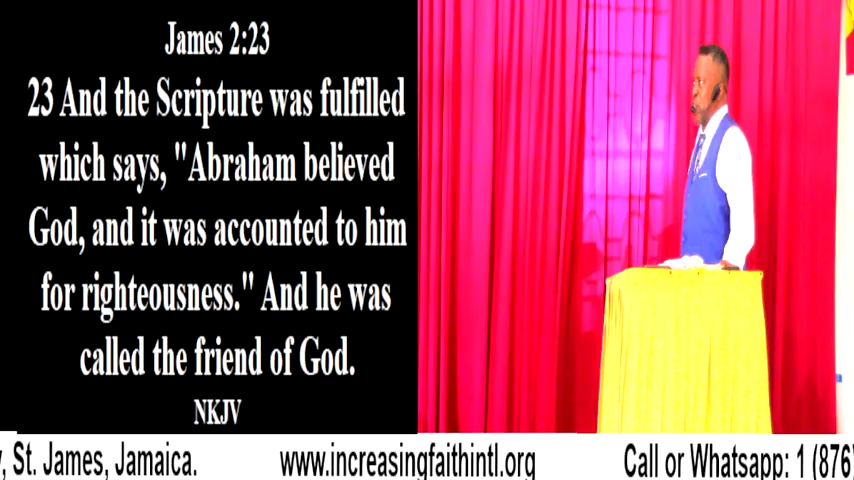 James 2:23
23 And the Scripture was fulfilled
which says, "Abraham believed
God, and it was accounted to him
for righteousness." And he was
called the friend of God.
NKJV
, St. James, Jamaica. www.increasingfaithintl.org Call or Whatsapp: 1 (876)